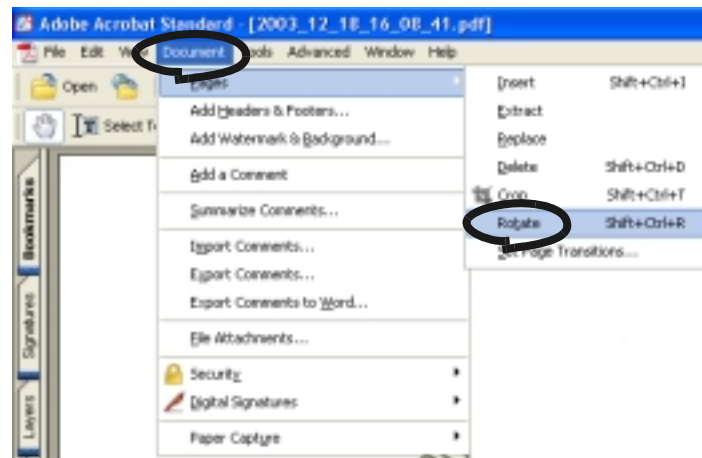 Adobe Acrobat Standard - [2003_12_18_16_08_41.pdf]
File Edit View Document Tools Advanced Window Help
Open
Select T
Pages
Add Headers & Footers...
Add Watermark & Background...
Add a Comment
Summarize Comments...
Import Comments...
Export Comments...
Export Comments to Word...
File Attachments...
Security
Digital Signatures
Paper Capture
Insert Shift+Ctrl+I
Extract
Replace
Delete Shift+Ctrl+D
Crop Shift+Ctrl+T
Rotate Shift+Ctrl+R
Set Page Transitions...
Bookmarks
Signatures
Layers